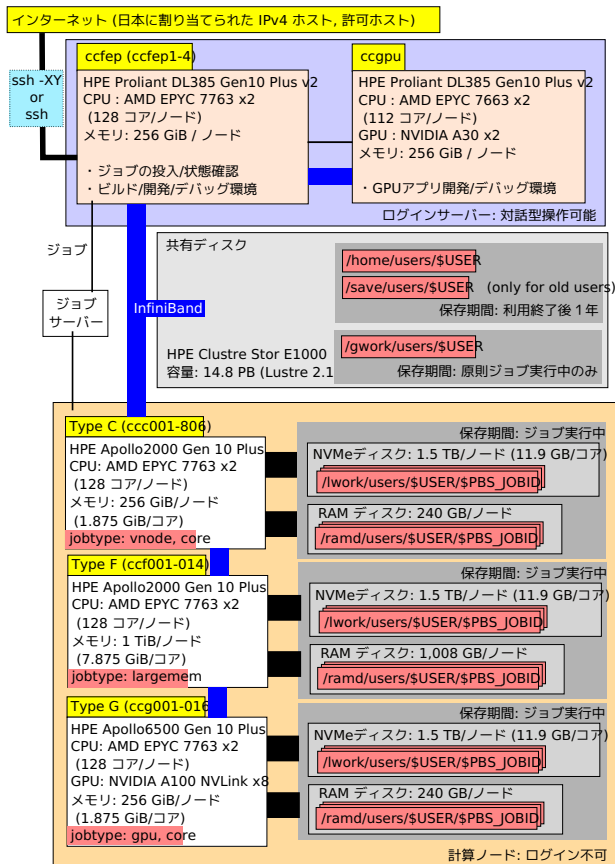 インターネット (日本に割り当てられた IPv4 ホスト, 許可ホスト)
ssh -XY
or
ssh
ccfep (ccfep1-4)
HPE Proliant DL385 Gen10 Plus v2
CPU : AMD EPYC 7763 x2
(128 コア/ノード)
メモリ: 256 GiB / ノード
・ジョブの投入/状態確認
・ビルド/開発/デバッグ環境
ccgpu
HPE Proliant DL385 Gen10 Plus v2
CPU : AMD EPYC 7663 x2
(112 コア/ノード)
GPU : NVIDIA A30 x2
メモリ: 256 GiB / ノード
・GPUアプリ開発/デバッグ環境
ログインサーバー: 対話型操作可能
ジョブ
ジョブ
サーバー
InfiniBand
共有ディスク
HPE Clustre Stor E1000
容量: 14.8 PB (Lustre 2.1
/home/users/$USER
/save/users/$USER (only for old users)
保存期間: 利用終了後１年
/gwork/users/$USER
保存期間: 原則ジョブ実行中のみ
Type C (ccc001-806)
HPE Apollo2000 Gen 10 Plus
CPU: AMD EPYC 7763 x2
(128 コア/ノード)
メモリ: 256 GiB/ノード
(1.875 GiB/コア)
jobtype: vnode, core
保存期間: ジョブ実行中
NVMeディスク: 1.5 TB/ノード (11.9 GB/コア)
/lwork/users/$USER/$PBS_JOBID
RAM ディスク: 240 GB/ノード
/ramd/users/$USER/$PBS_JOBID
Type F (ccf001-014)
HPE Apollo2000 Gen 10 Plus
CPU: AMD EPYC 7763 x2
(128 コア/ノード)
メモリ: 1 TiB/ノード
(7.875 GiB/コア)
jobtype: largemem
保存期間: ジョブ実行中
NVMeディスク: 1.5 TB/ノード (11.9 GB/コア)
/lwork/users/$USER/$PBS_JOBID
RAM ディスク: 1,008 GB/ノード
/ramd/users/$USER/$PBS_JOBID
Type G (ccg001-016
HPE Apollo6500 Gen 10 Plus
CPU: AMD EPYC 7763 x2
(128 コア/ノード)
GPU: NVIDIA A100 NVLink x8
メモリ: 256 GiB/ノード
(1.875 GiB/コア)
jobtype: gpu, core
保存期間: ジョブ実行中
NVMeディスク: 1.5 TB/ノード (11.9 GB/コア)
/lwork/users/$USER/$PBS_JOBID
RAM ディスク: 240 GB/ノード
/ramd/users/$USER/$PBS_JOBID
計算ノード: ログイン不可